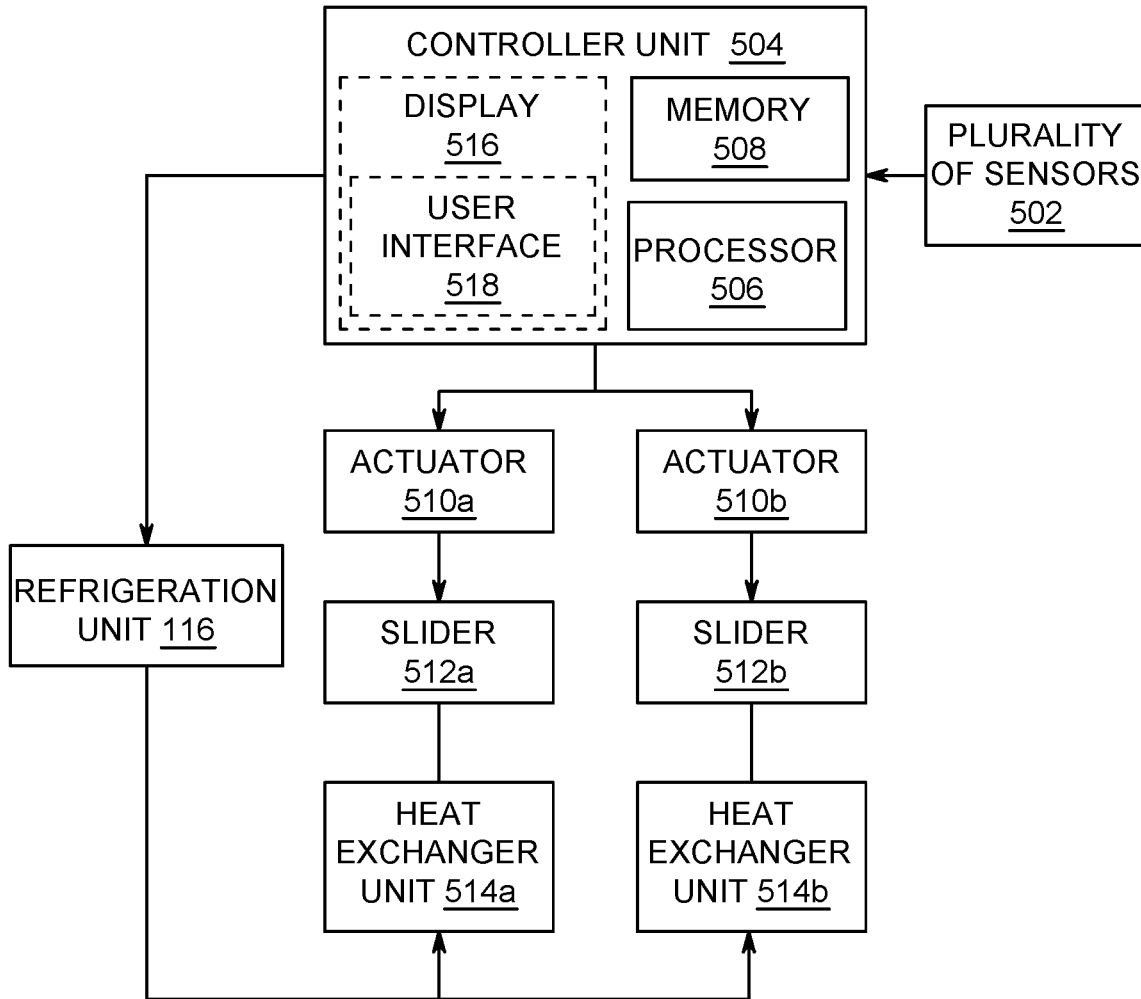 CONTROLLER UNIT 504
DISPLAY
516
USER
INTERFACE
518
MEMORY
508
PROCESSOR
506
PLURALITY
OF SENSORS
502
ACTUATOR
510a
ACTUATOR
510b
REFRIGERATION
UNIT 116
SLIDER
512a
SLIDER
512b
HEAT
EXCHANGER
UNIT 514a
HEAT
EXCHANGER
UNIT 514b